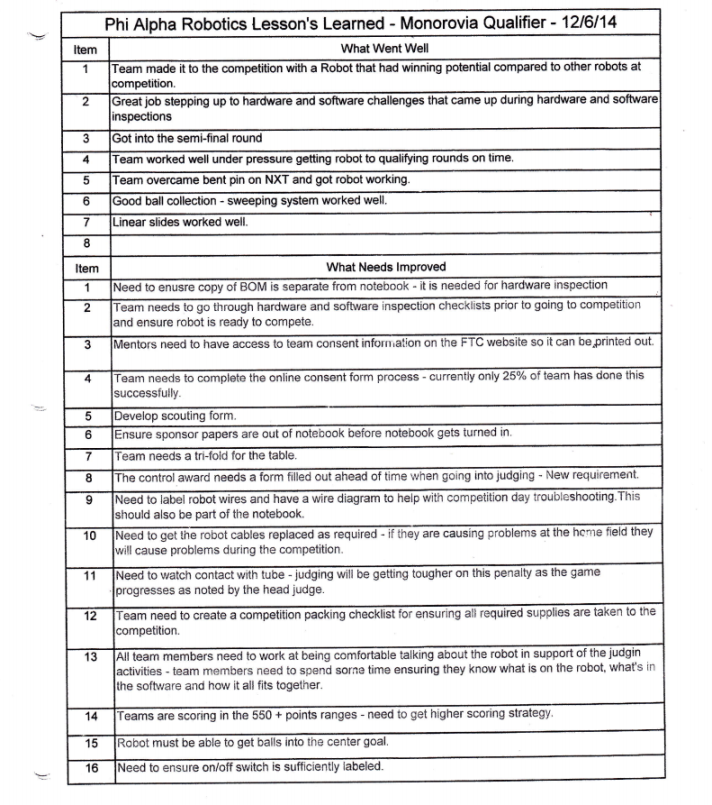 Phi Alpha Robotics Lesson's Learned - Monorovia Qualifier - 12/6/14
Item What Went Well
1 Team made it to the competition with a Robot that had winning potential compared to other robots at
competition.
2 Great job stepping up to hardware and software challenges that came up during hardware and software
inspections
3 Got into the semi-final round
4 Team worked well under pressure getting robot to qualifying rounds on time.
5 Team overcame bent pin on NXT and got robot working.
6 Good ball collection - sweeping system worked well.
7 Linear slides worked well.
8
Item What Needs Improved
1 Need to enusre copy of BOM is separate from notebook - it is needed for hardware inspection
2 Team needs to go through hardware and software inspection checklists prior to going to competition
and ensure robot is ready to compete.
3 Mentors need to have access to team consent information on the FTC website so it can be printed out.
4 Team needs to complete the online consent form process - currently only 25% of team has done this
successfully.
5 Develop scouting form.
6 Ensure sponsor papers are out of notebook before notebook gets turned in.
7 Team needs a tri-fold for the table.
8 The control award needs a form filled out ahead of time when going into judging - New requirement.
9 Need to label robot wires and have a wire diagram to help with competition day troubleshooting.This
should also be part of the notebook.
10 Need to get the robot cables replaced as required - if they are causing problems at the home field they
will cause problems during the competition.
11 Need to watch contact with tube - judging will be getting tougher on this penalty as the game
progresses as noted by the head judge.
12 Team need to create a competition packing checklist for ensuring all required supplies are taken to the
competition.
13 All team members need to work at being comfortable talking about the robot in support of the judgin
activities - team members need to spend some time ensuring they know what is on the robot, what's in
the software and how it all fits together.
14 Teams are scoring in the 550 + points ranges - need to get higher scoring strategy.
15 Robot must be able to get balls into the center goal.
16 Need to ensure on/off switch is sufficiently labeled.